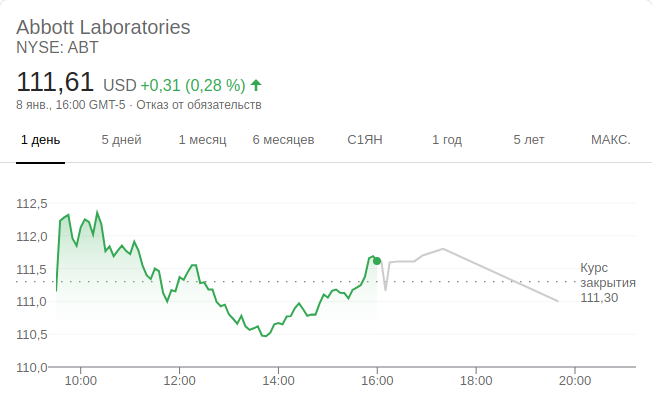 Abbott Laboratories
NYSE: ABT
111,61 USD +0,31 (0,28 %)
8 янв., 16:00 GMT-5 · Отказ от обязательств
1 день 5 дней 1 месяц 6 месяцев С1ЯН 1 год 5 лет МАКС.
112,5
112,0
111,5
111,0
110,5
110,0
Курс
закрытия
111,30
10:00 12:00 14:00 16:00 18:00 20:00